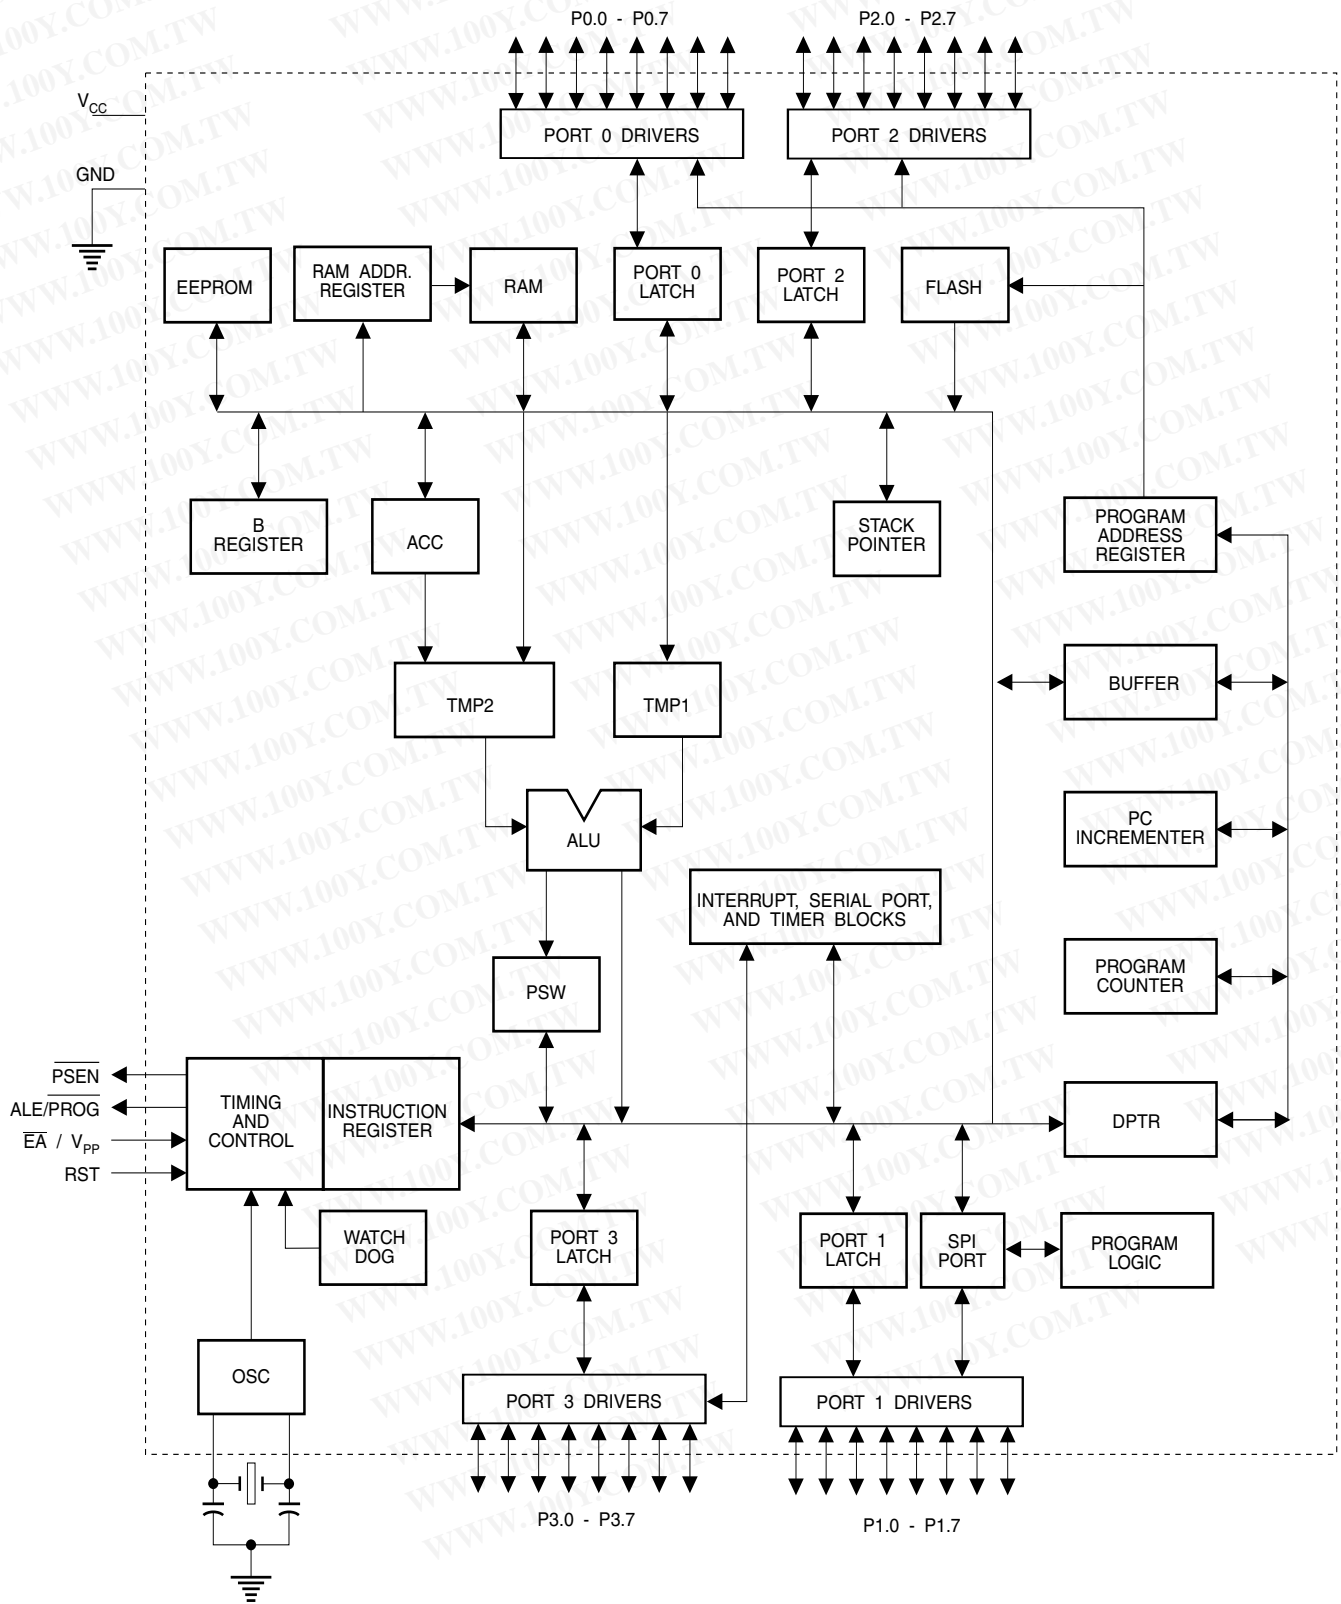 P0.0 - P0.7
P2.0 - P2.7
VCC
PORT 0 DRIVERS
PORT 2 DRIVERS
GND
EEPROM
RAM ADDR.
REGISTER
RAM
PORT 0
LATCH
PORT 2
LATCH
FLASH
B
REGISTER
ACC
STACK
POINTER
PROGRAM
ADDRESS
REGISTER
TMP2
TMP1
BUFFER
ALU
PC
INCREMENTER
INTERRUPT, SERIAL PORT,
AND TIMER BLOCKS
PSW
PROGRAM
COUNTER
PSEN
ALE/PROG
EA / VPP
RST
TIMING
AND
CONTROL
INSTRUCTION
REGISTER
DPTR
WATCH
DOG
PORT 3
LATCH
PORT 1
LATCH
SPI
PORT
PROGRAM
LOGIC
OSC
PORT 3 DRIVERS
PORT 1 DRIVERS
P3.0 - P3.7
P1.0 - P1.7
WWW.100Y.COM.TW